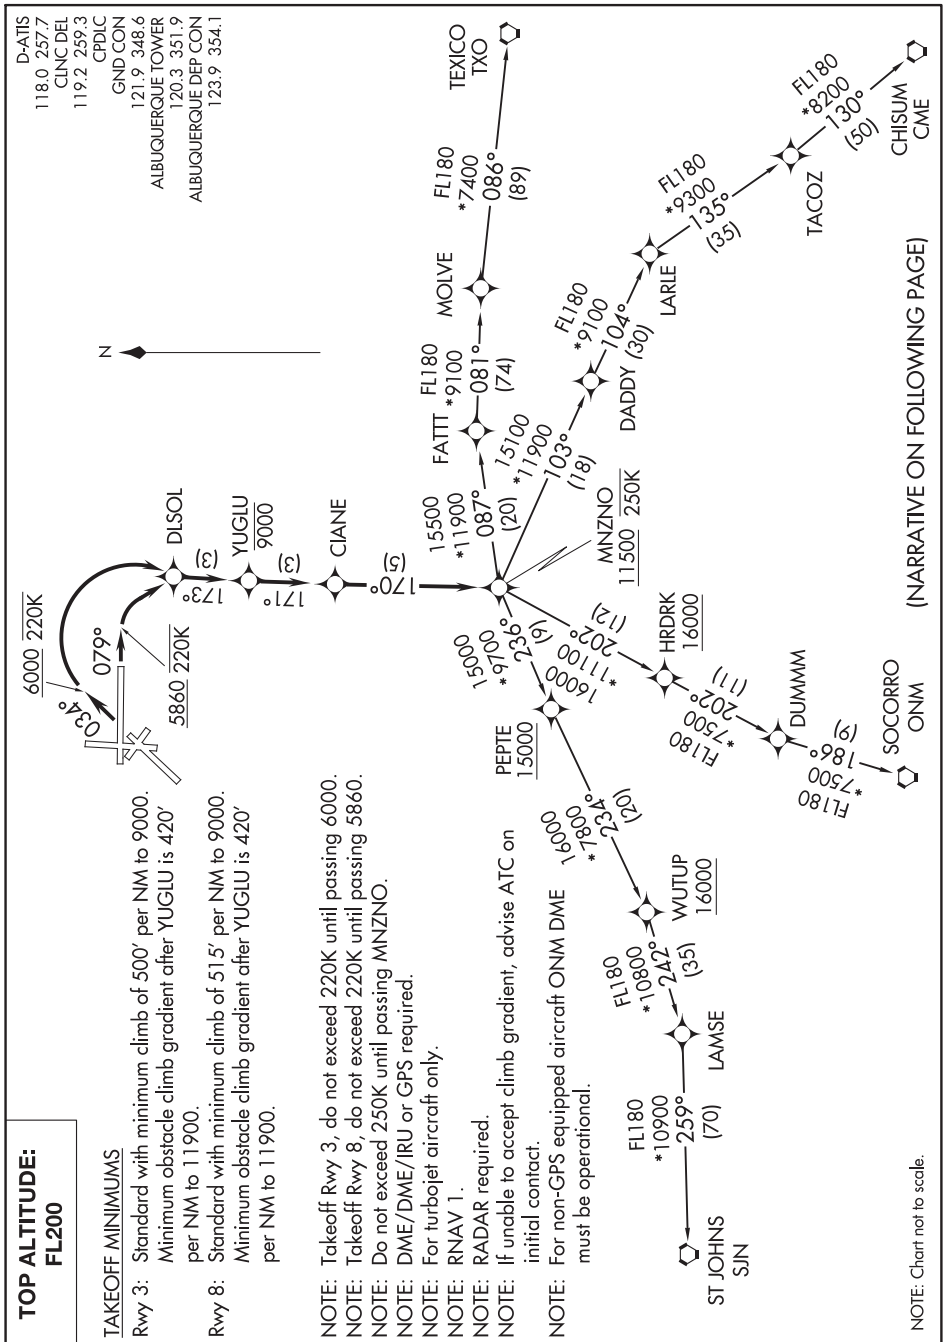 TOP ALTITUDE:
FL200
D-ATIS
118.0 257.7
CLNC DEL
119.2 259.3
CPDLC
GND CON
121.9 348.6
ALBUQUERQUE TOWER
120.3 351.9
ALBUQUERQUE DEP CON
123.9 354.1
TAKEOFF MINIMUMS
Rwy 3: Standard with minimum climb of 500' per NM to 9000.
Minimum obstacle climb gradient after YUGLU is 420'
per NM to 11900.
Rwy 8: Standard with minimum climb of 515' per NM to 9000.
Minimum obstacle climb gradient after YUGLU is 420'
per NM to 11900.
NOTE: Takeoff Rwy 3, do not exceed 220K until passing 6000.
NOTE: Takeoff Rwy 8, do not exceed 220K until passing 5860.
NOTE: Do not exceed 250K until passing MNZNO.
NOTE: DME/DME/IRU or GPS required.
NOTE: For turbojet aircraft only.
NOTE: RNAV 1.
NOTE: RADAR required.
NOTE: If unable to accept climb gradient, advise ATC on
initial contact.
NOTE: For non-GPS equipped aircraft ONM DME
must be operational.
N
6000 220K
034°
079°
5860 220K
DLSOL
173°
(3)
YUGLU
9000
171°
(3)
CIANE
170°
(5)
MNZNO
11500 250K
15500
*11900
087°
(20)
FATTT
FL180
*9100
081°
(74)
MOLVE
FL180
*7400
086°
(89)
TEXICO
TXO
15100
*11900
103°
(18)
DADDY
FL180
*9100
104°
(30)
LARLE
FL180
*9300
135°
(35)
TACOZ
FL180
*8200
130°
(50)
CHISUM
CME
15000
*9700
236°
(9)
PEPTE
15000
16000
*7800
234°
(20)
WUTUP
16000
FL180
*10800
242°
(35)
LAMSE
FL180
*10900
259°
(70)
ST JOHNS
SJN
16000
*11100
202°
(12)
HRDRK
16000
FL180
*7500
202°
(11)
DUMMM
FL180
*7500
186°
(9)
SOCORRO
ONM
(NARRATIVE ON FOLLOWING PAGE)
NOTE: Chart not to scale.